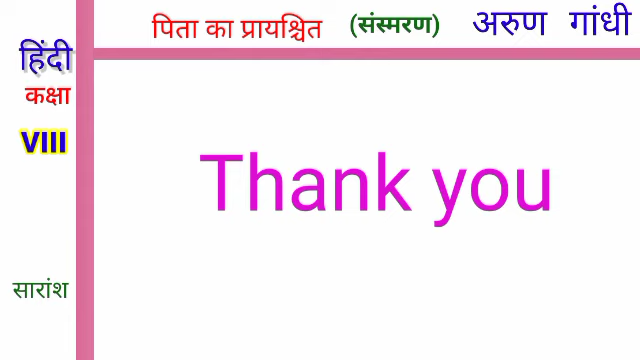 पिता का प्रायश्चित (संस्मरण) अरुण गांधी
हिंदी
कक्षा
VIII
Thank you
सारांश